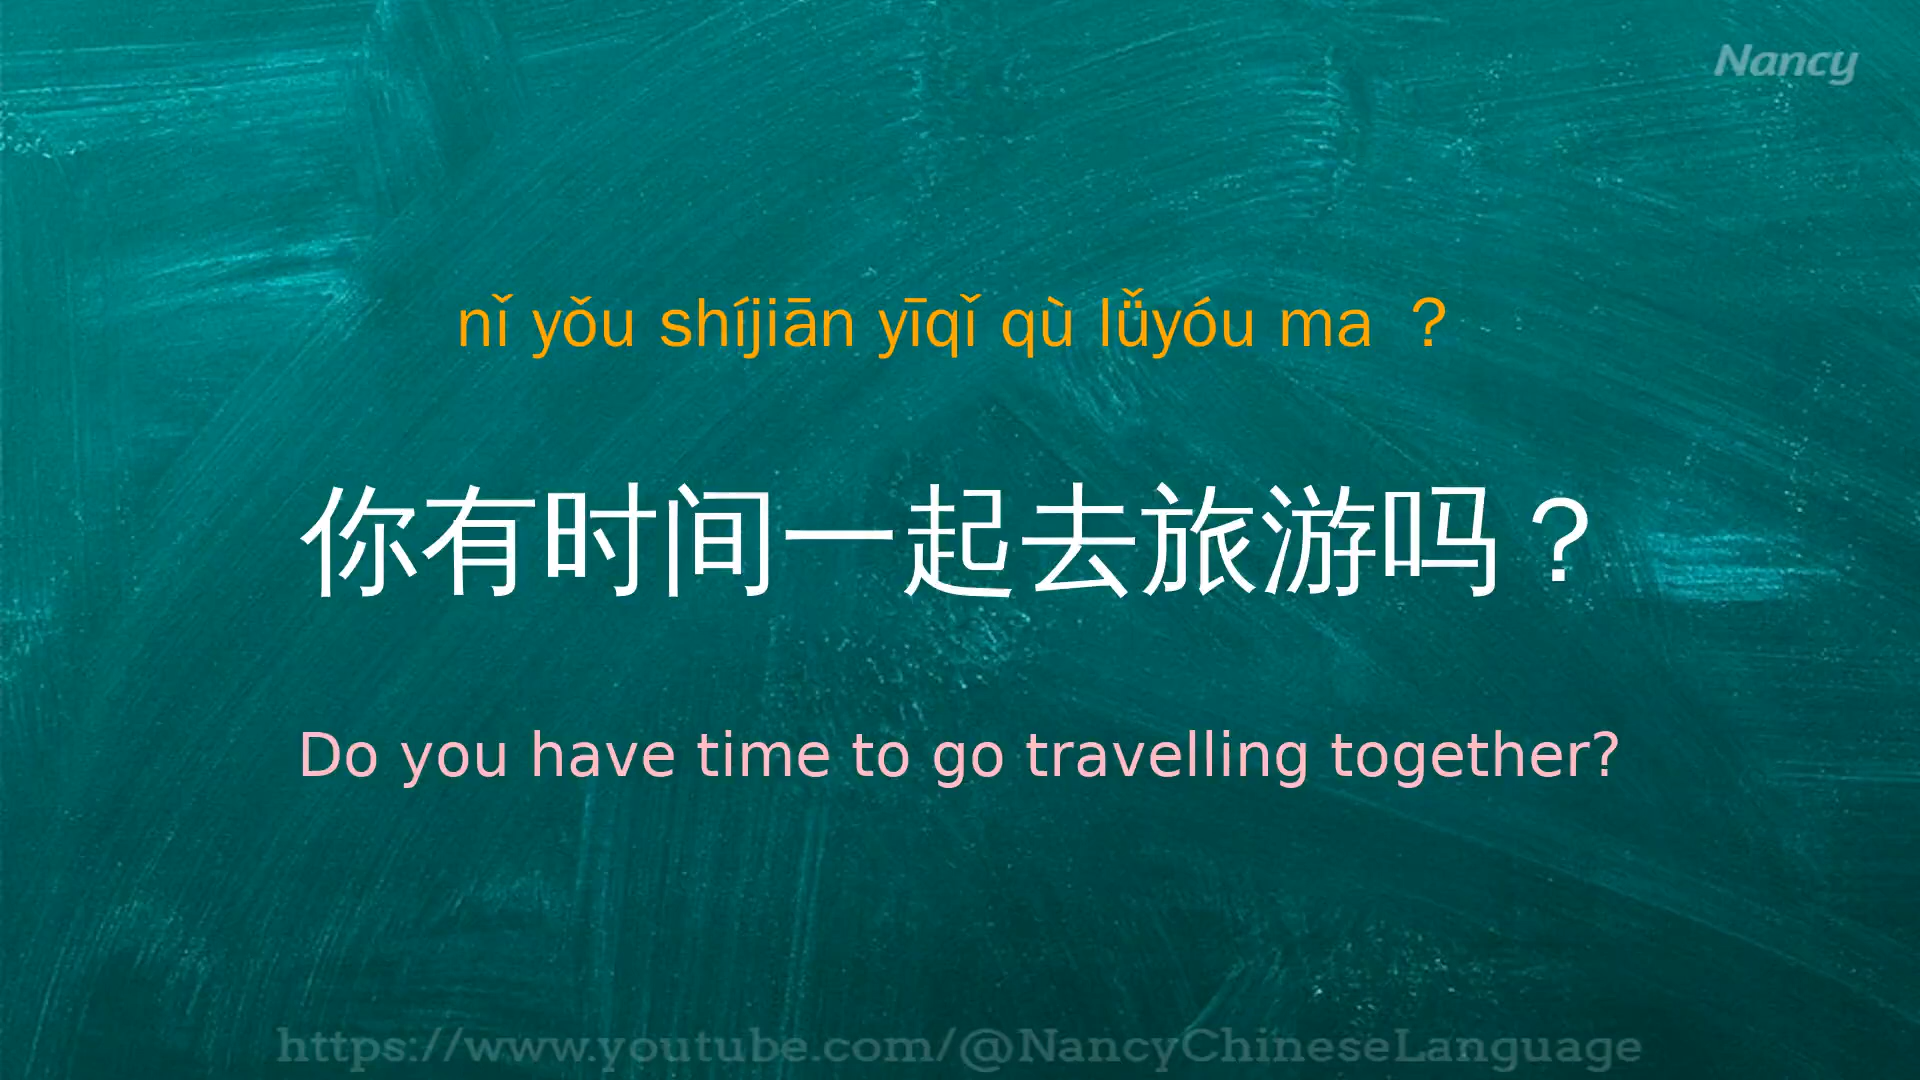 Nancy
nǐ yǒu shíjiān yīqǐ qù lǚyóu ma ？
你有时间一起去旅游吗？
Do you have time to go travelling together?
https://www.youtube.com/@NancyChineseLanguage